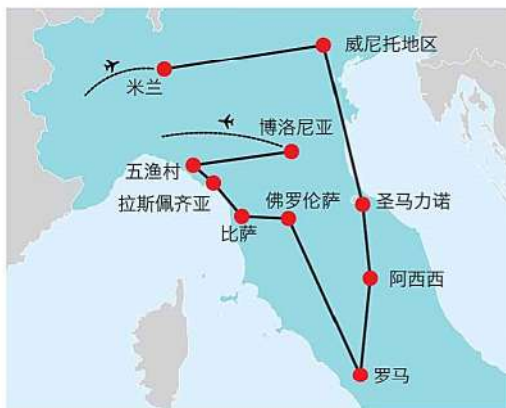 威尼托地区
米兰
博洛尼亚
五渔村
拉斯佩齐亚
佛罗伦萨
圣马力诺
比萨
阿西西
罗马